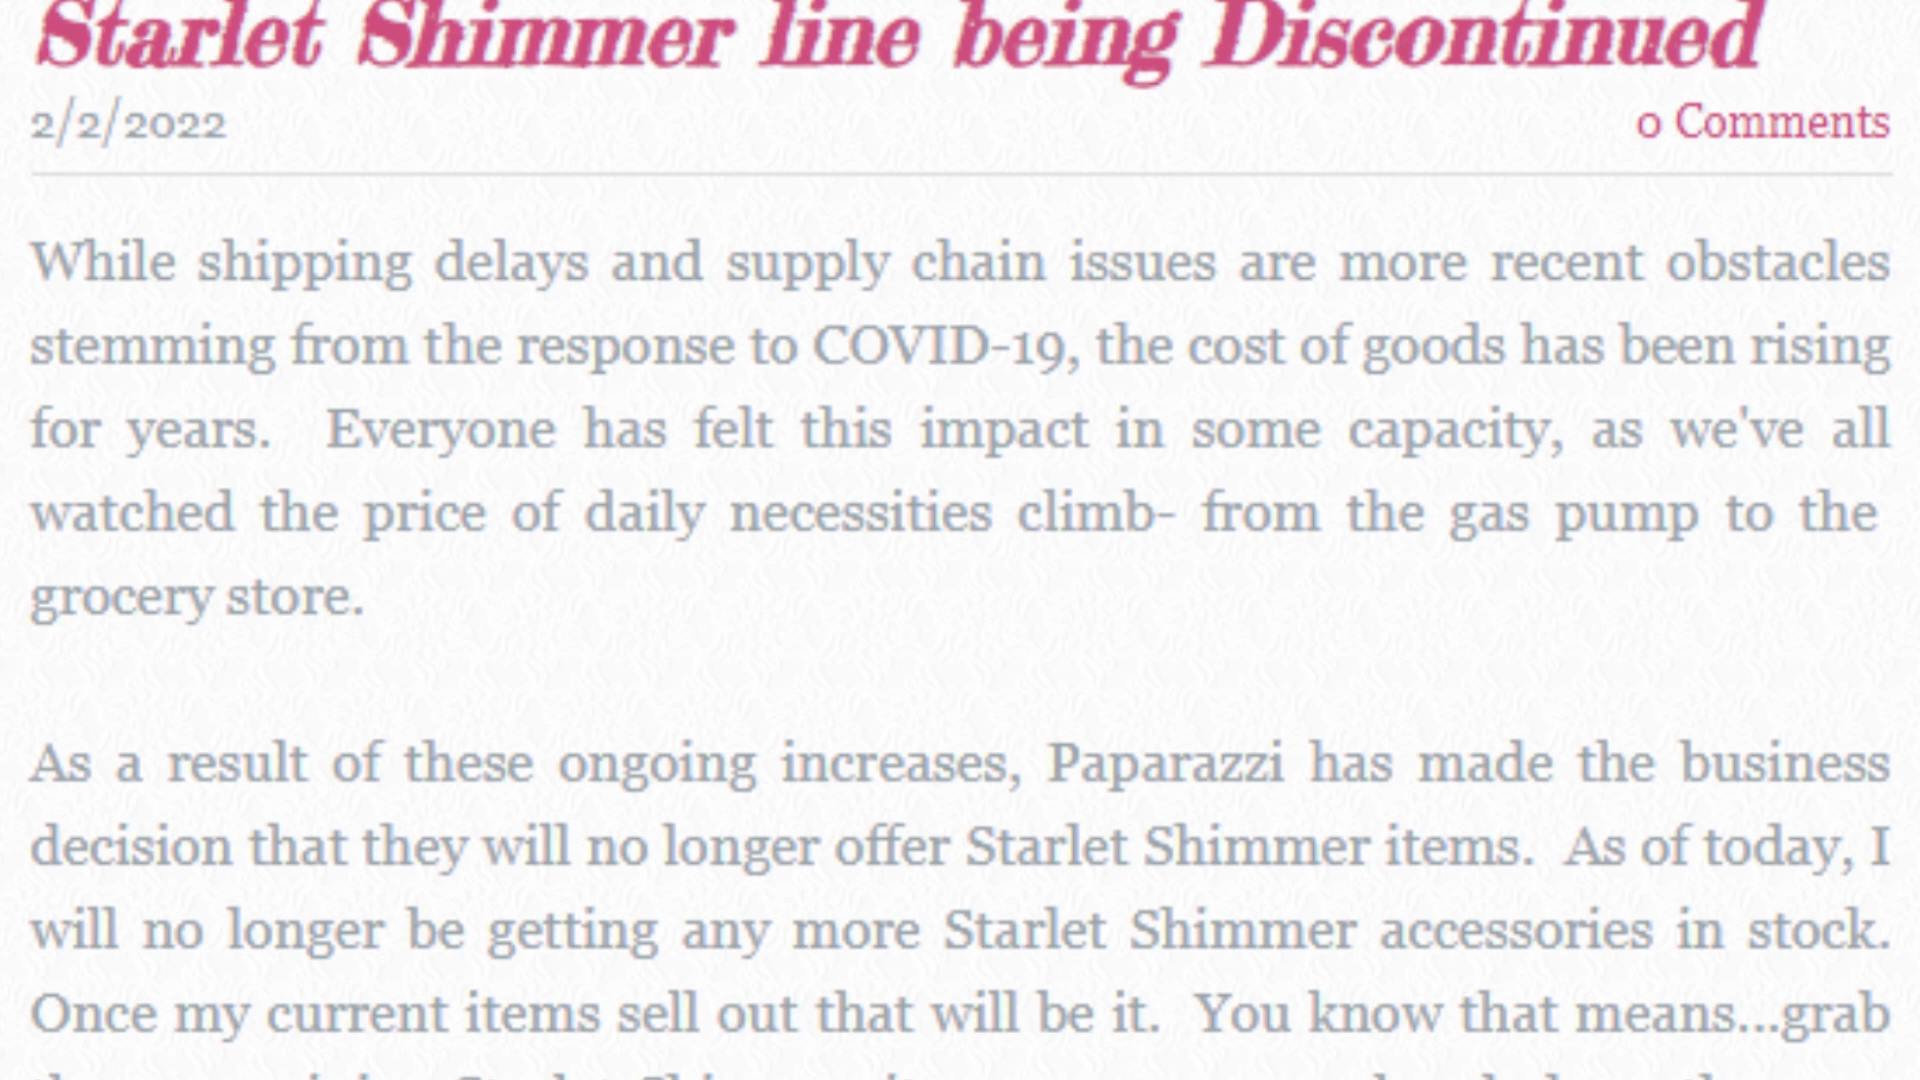 Starlet Shimmer line being Discontinued
2/2/2022
0 Comments
While shipping delays and supply chain issues are more recent obstacles
stemming from the response to COVID-19, the cost of goods has been rising
for years.  Everyone has felt this impact in some capacity, as we've all
watched the price of daily necessities climb- from the gas pump to the
grocery store.
As a result of these ongoing increases, Paparazzi has made the business
decision that they will no longer offer Starlet Shimmer items.  As of today, I
will no longer be getting any more Starlet Shimmer accessories in stock.
Once my current items sell out that will be it.  You know that means...grab